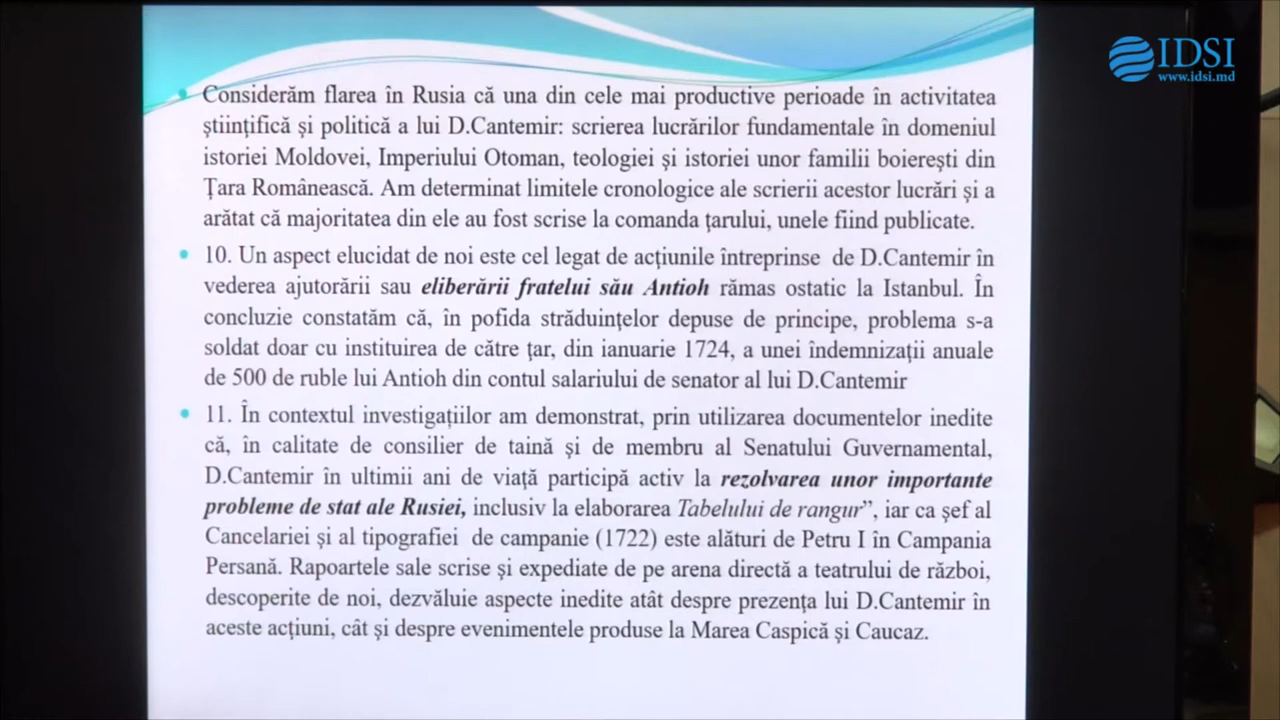 IDSI
www.idsi.md
Considerăm flarea în Rusia că una din cele mai productive perioade în activitatea
științifică și politică a lui D.Cantemir: scrierea lucrărilor fundamentale în domeniul
istoriei Moldovei, Imperiului Otoman, teologiei și istoriei unor familii boierești din
Țara Românească. Am determinat limitele cronologice ale scrierii acestor lucrări și a
arătat că majoritatea din ele au fost scrise la comanda țarului, unele fiind publicate.
10. Un aspect elucidat de noi este cel legat de acțiunile întreprinse de D.Cantemir în
vederea ajutorării sau eliberării fratelui său Antioh rămas ostatic la Istanbul. În
concluzie constatăm că, în pofida străduințelor depuse de principe, problema s-a
soldat doar cu instituirea de către țar, din ianuarie 1724, a unei îndemnizații anuale
de 500 de ruble lui Antioh din contul salariului de senator al lui D.Cantemir
11. În contextul investigațiilor am demonstrat, prin utilizarea documentelor inedite
că, în calitate de consilier de taină și de membru al Senatului Guvernamental,
D.Cantemir în ultimii ani de viață participă activ la rezolvarea unor importante
probleme de stat ale Rusiei, inclusiv la elaborarea Tabelului de rangur”, iar ca șef al
Cancelariei și al tipografiei de campanie (1722) este alături de Petru I în Campania
Persană. Rapoartele sale scrise și expediate de pe arena directă a teatrului de război,
descoperite de noi, dezvăluie aspecte inedite atât despre prezența lui D.Cantemir în
aceste acțiuni, cât și despre evenimentele produse la Marea Caspică și Caucaz.